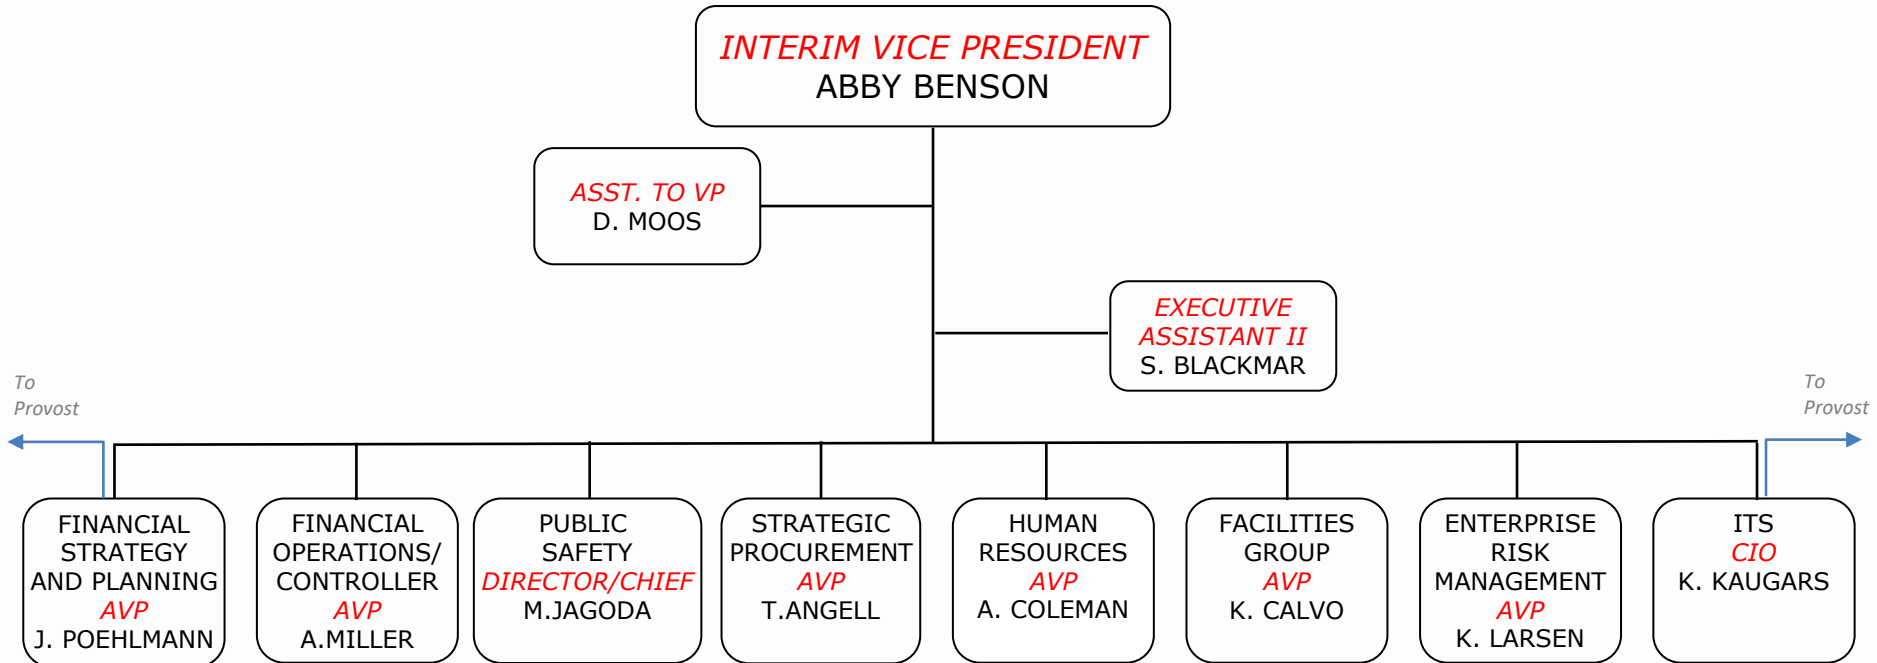 INTERIM VICE PRESIDENT
ABBY BENSON
ASST. TO VP
D. MOOS
EXECUTIVE
ASSISTANT II
S. BLACKMAR
To
Provost
To
Provost
FINANCIAL
STRATEGY
AND PLANNING
AVP
J. POEHLMANN
FINANCIAL
OPERATIONS/
CONTROLLER
AVP
A.MILLER
PUBLIC
SAFETY
DIRECTOR/CHIEF
M.JAGODA
STRATEGIC
PROCUREMENT
AVP
T.ANGELL
HUMAN
RESOURCES
AVP
A. COLEMAN
FACILITIES
GROUP
AVP
K. CALVO
ENTERPRISE
RISK
MANAGEMENT
AVP
K. LARSEN
ITS
CIO
K. KAUGARS